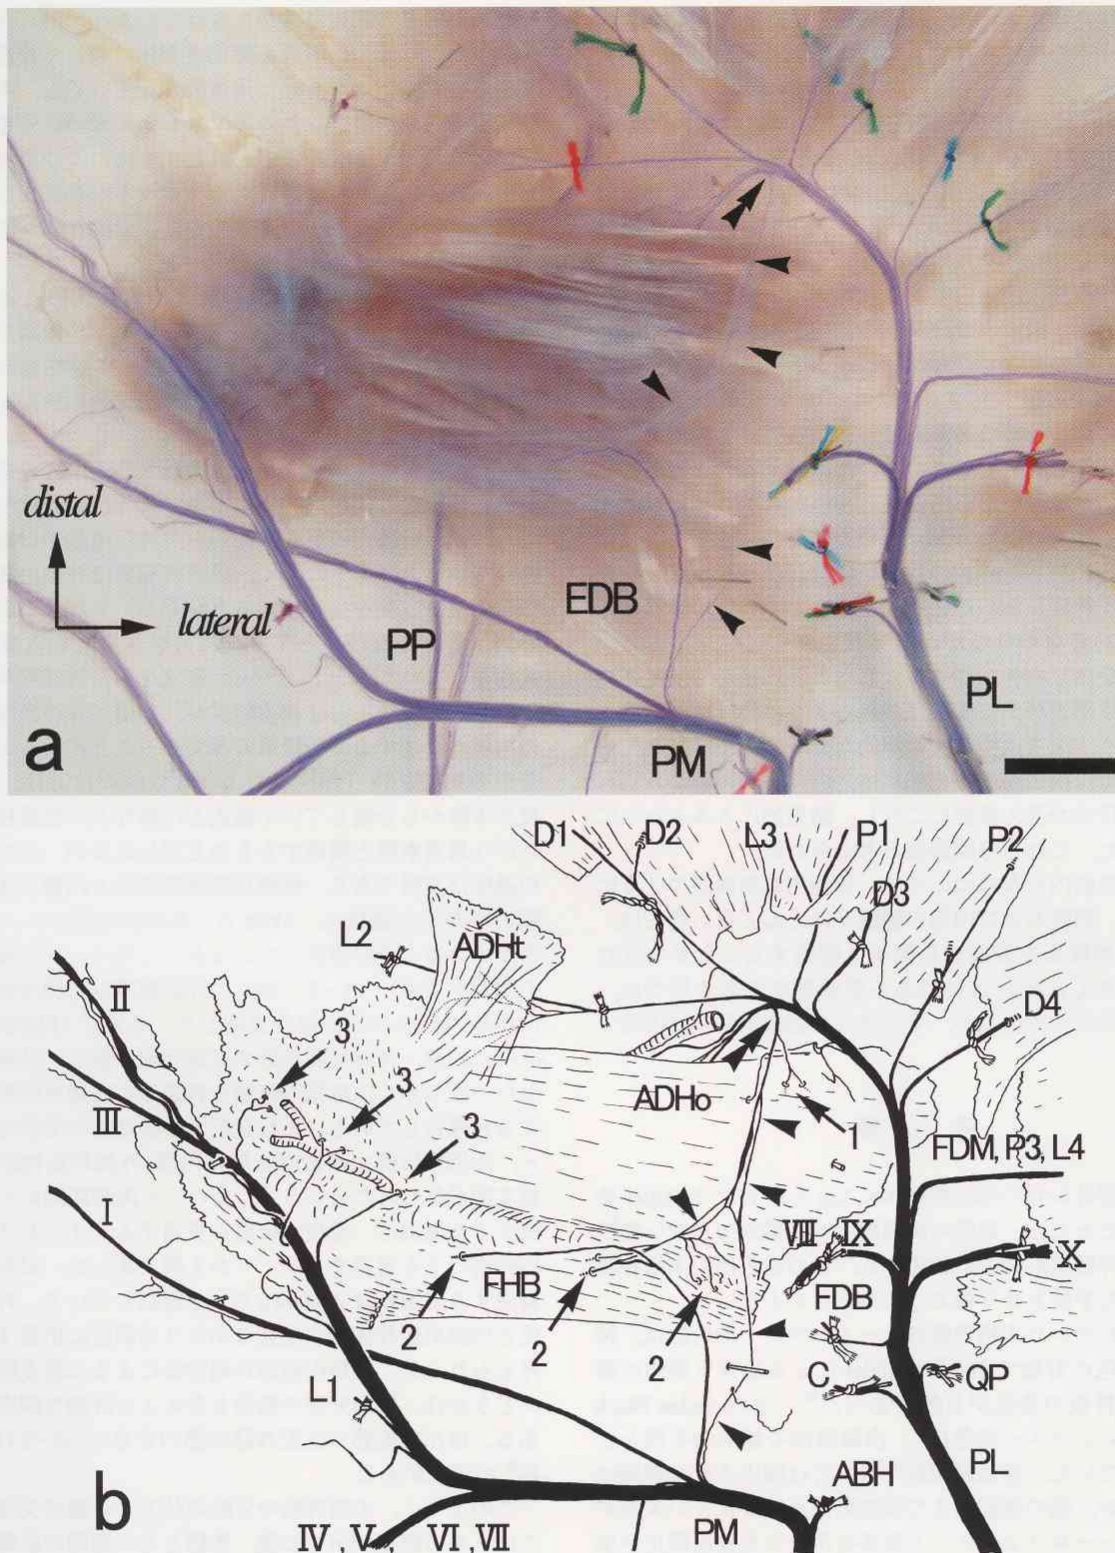 distal
lateral
EDB
PP
PL
PM
a
D1 D2 L3 P1 P2
D3
L2 ADHt
D4
II
3
3
ADHo
III
3
1
FDM, P3, L4
I
VIII IX
X
FHB
FDB
2
2
2
L1
C
QP
b
ABH
PL
PM
IV, V, VI, VII